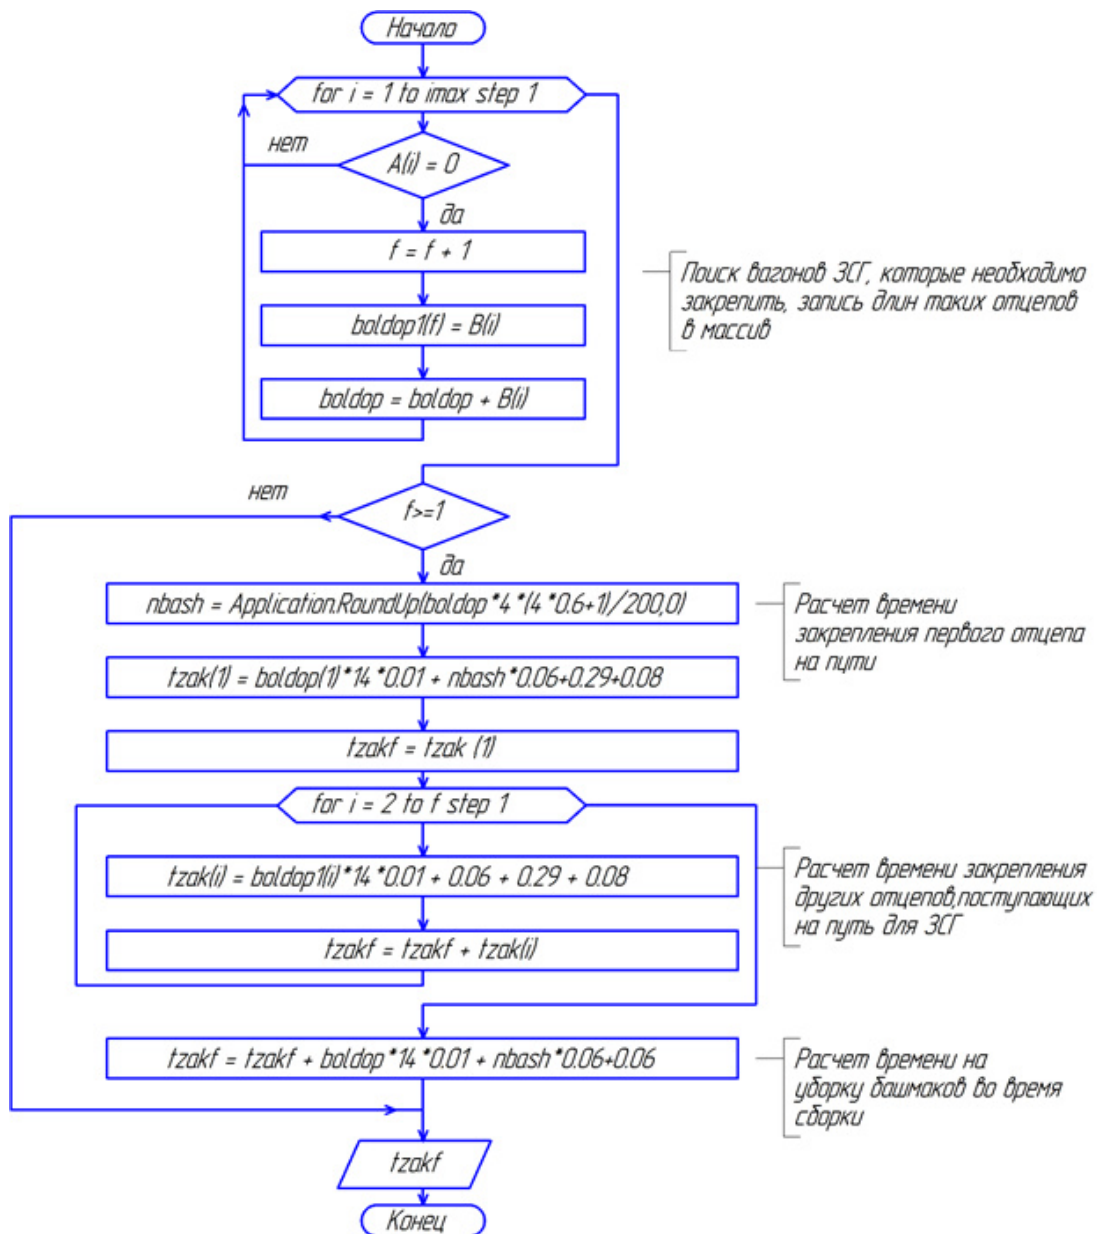 Начало
for i = 1 to imax step 1
нет
A(i) = 0
да
f = f + 1
boldop1(f) = B(i)
boldop = boldop + B(i)
Поиск вагонов ЗСГ, которые необходимо
закрепить, запись длин таких отцепов
в массив
нет
f>=1
да
nbash = Application.RoundUp(boldop*4*(4*0.6+1)/200,0)
Расчет времени
закрепления первого отцепа
на пути
tzak(1) = boldop(1)*14*0.01 + nbash*0.06+0.29+0.08
tzakf = tzak (1)
for i = 2 to f step 1
tzak(i) = boldop1(i)*14*0.01 + 0.06 + 0.29 + 0.08
Расчет времени закрепления
других отцепов,поступающих
на путь для ЗСГ
tzakf = tzakf + tzak(i)
tzakf = tzakf + boldop*14*0.01 + nbash*0.06+0.06
Расчет времени на
уборку башмаков во время
сборки
tzakf
Конец